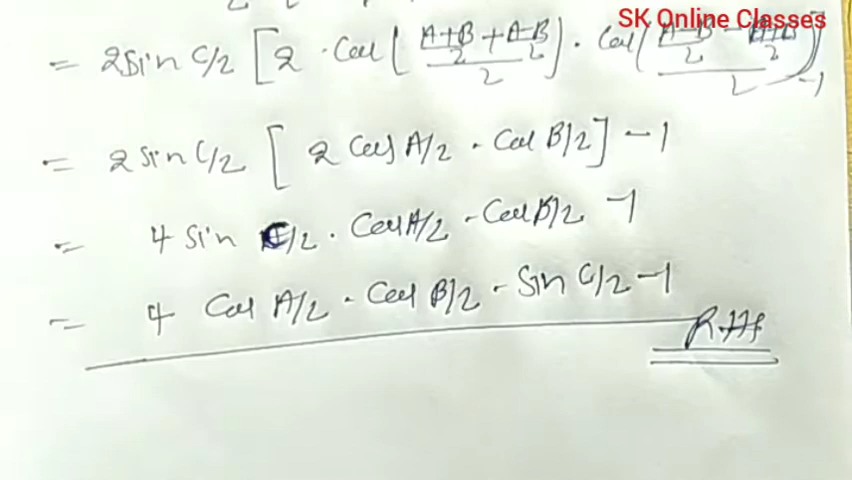 SK Online Classes
= 2 Sin C/2 [ 2 · Cos ( (A+B/2 + A-B/2) / 2 ) · Cos ( (A-B/2 - A+B/2) / 2 ) ] -1
= 2 Sin C/2 [ 2 Cos A/2 · Cos B/2 ] - 1
= 4 Sin C/2 · Cos A/2 · Cos B/2 - 1
= 4 Cos A/2 · Cos B/2 · Sin C/2 - 1
R.H.S